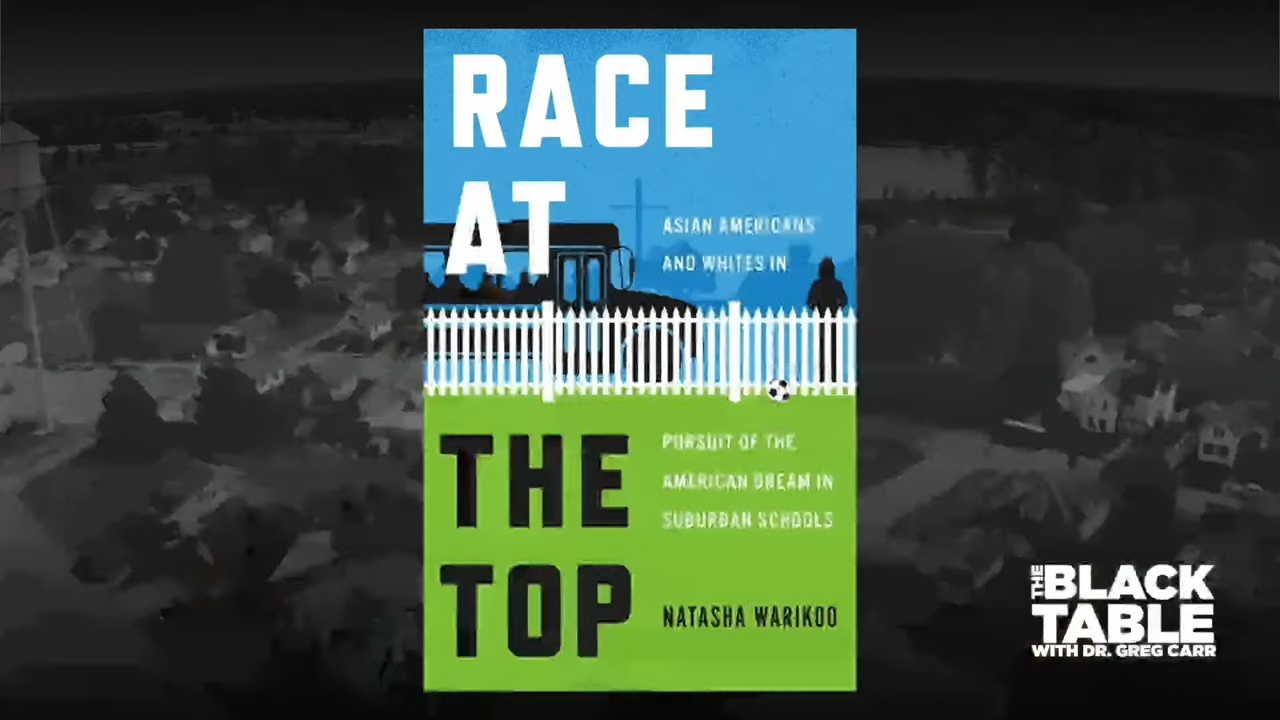 RACE
AT
ASIAN AMERICANS
AND WHITES IN
THE
TOP
PURSUIT OF THE
AMERICAN DREAM IN
SUBURBAN SCHOOLS
NATASHA WARIKOO
THE BLACK
TABLE
WITH DR. GREG CARR